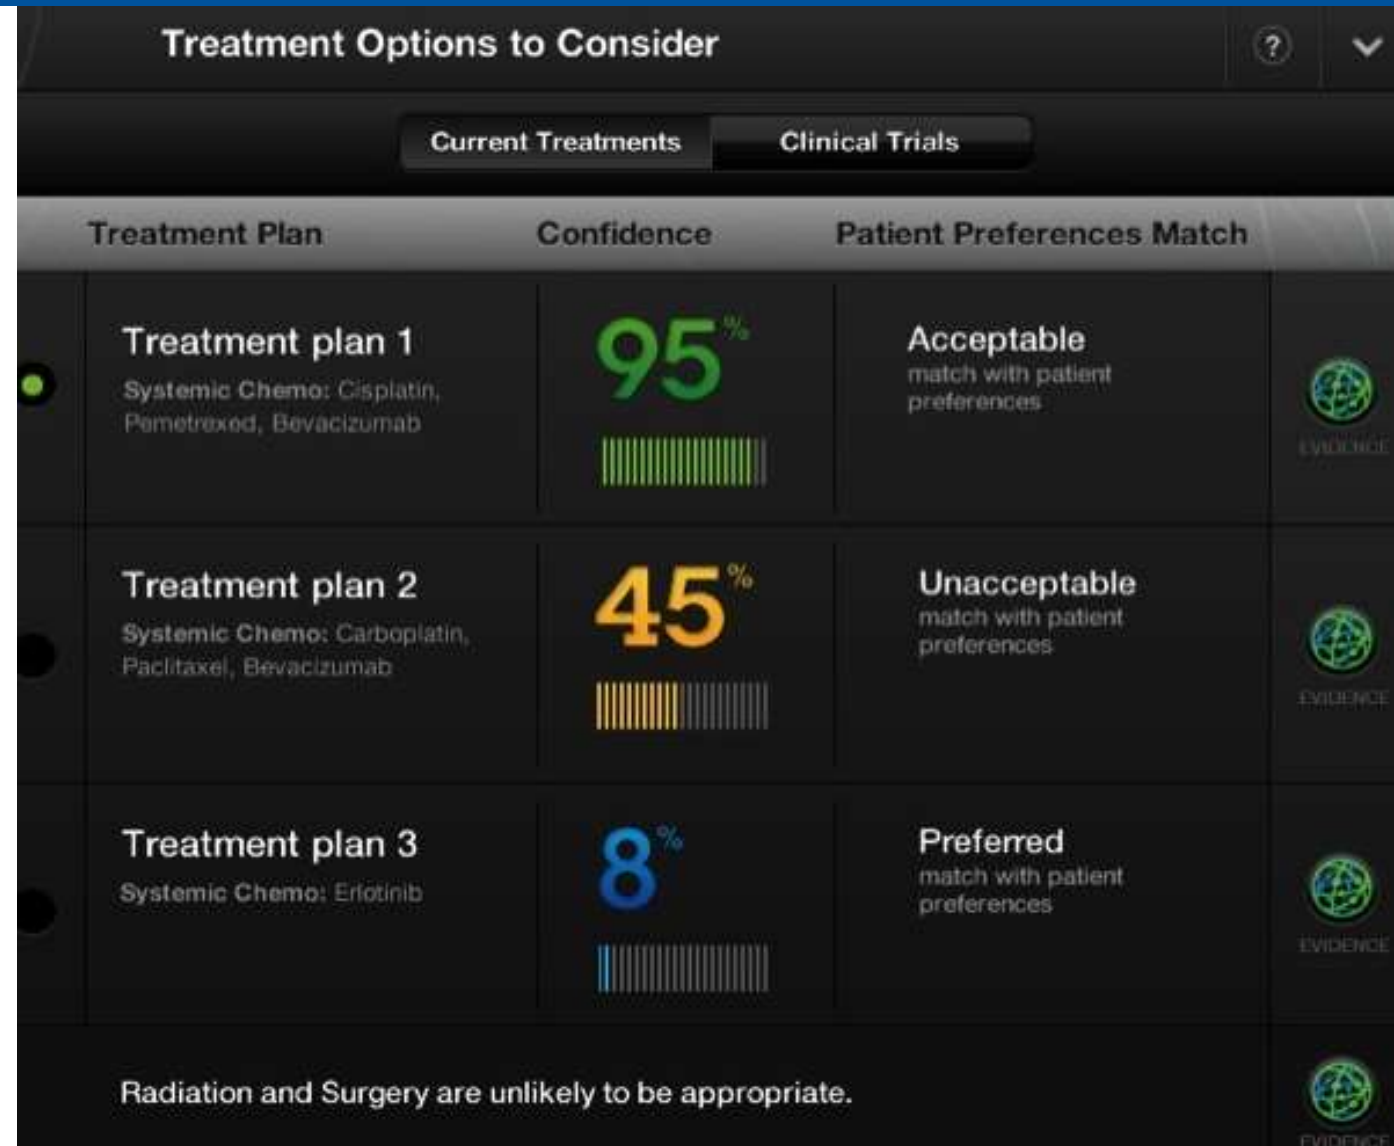 Treatment Options to Consider
?
Current Treatments Clinical Trials
Treatment Plan Confidence Patient Preferences Match
Treatment plan 1
Systemic Chemo: Cisplatin,
Pemetrexed, Bevacizumab
95%
Acceptable
match with patient
preferences
EVIDENCE
Treatment plan 2
Systemic Chemo: Carboplatin,
Paclitaxel, Bevacizumab
45%
Unacceptable
match with patient
preferences
EVIDENCE
Treatment plan 3
Systemic Chemo: Erlotinib
8%
Preferred
match with patient
preferences
EVIDENCE
Radiation and Surgery are unlikely to be appropriate.
EVIDENCE